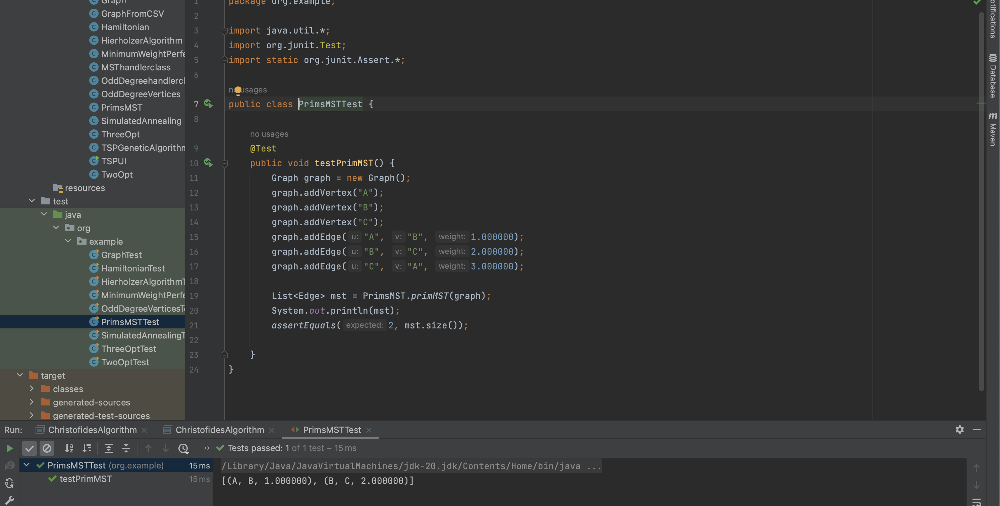 Graph
GraphFromCSV
Hamiltonian
HierholzerAlgorithm
MinimumWeightPerfe
MSThandlerclass
OddDegreehandlercl
OddDegreeVertices
PrimsMST
SimulatedAnnealing
ThreeOpt
TSPGeneticAlgorithm
TSPUI
TwoOpt
resources
test
java
org
example
GraphTest
HamiltonianTest
HierholzerAlgorithmT
MinimumWeightPerfe
OddDegreeVerticesTe
PrimsMSTTest
SimulatedAnnealingT
ThreeOptTest
TwoOptTest
target
classes
generated-sources
generated-test-sources
1 package org.example;
2
3 import java.util.*;
4 import org.junit.Test;
5 import static org.junit.Assert.*;
6
no usages
7 public class PrimsMSTTest {
8
no usages
9 @Test
10 public void testPrimMST() {
11 Graph graph = new Graph();
12 graph.addVertex("A");
13 graph.addVertex("B");
14 graph.addVertex("C");
15 graph.addEdge( u: "A", v: "B", weight: 1.000000);
16 graph.addEdge( u: "B", v: "C", weight: 2.000000);
17 graph.addEdge( u: "C", v: "A", weight: 3.000000);
18
19 List<Edge> mst = PrimsMST.primMST(graph);
20 System.out.println(mst);
21 assertEquals( expected: 2, mst.size());
22
23 }
24 }
otifications
Database
m Maven
Run: ChristofidesAlgorithm × ChristofidesAlgorithm × PrimsMSTTest ×
Tests passed: 1 of 1 test – 15 ms
PrimsMSTTest (org.example) 15 ms
testPrimMST 15 ms
/Library/Java/JavaVirtualMachines/jdk-20.jdk/Contents/Home/bin/java ...
[(A, B, 1.000000), (B, C, 2.000000)]